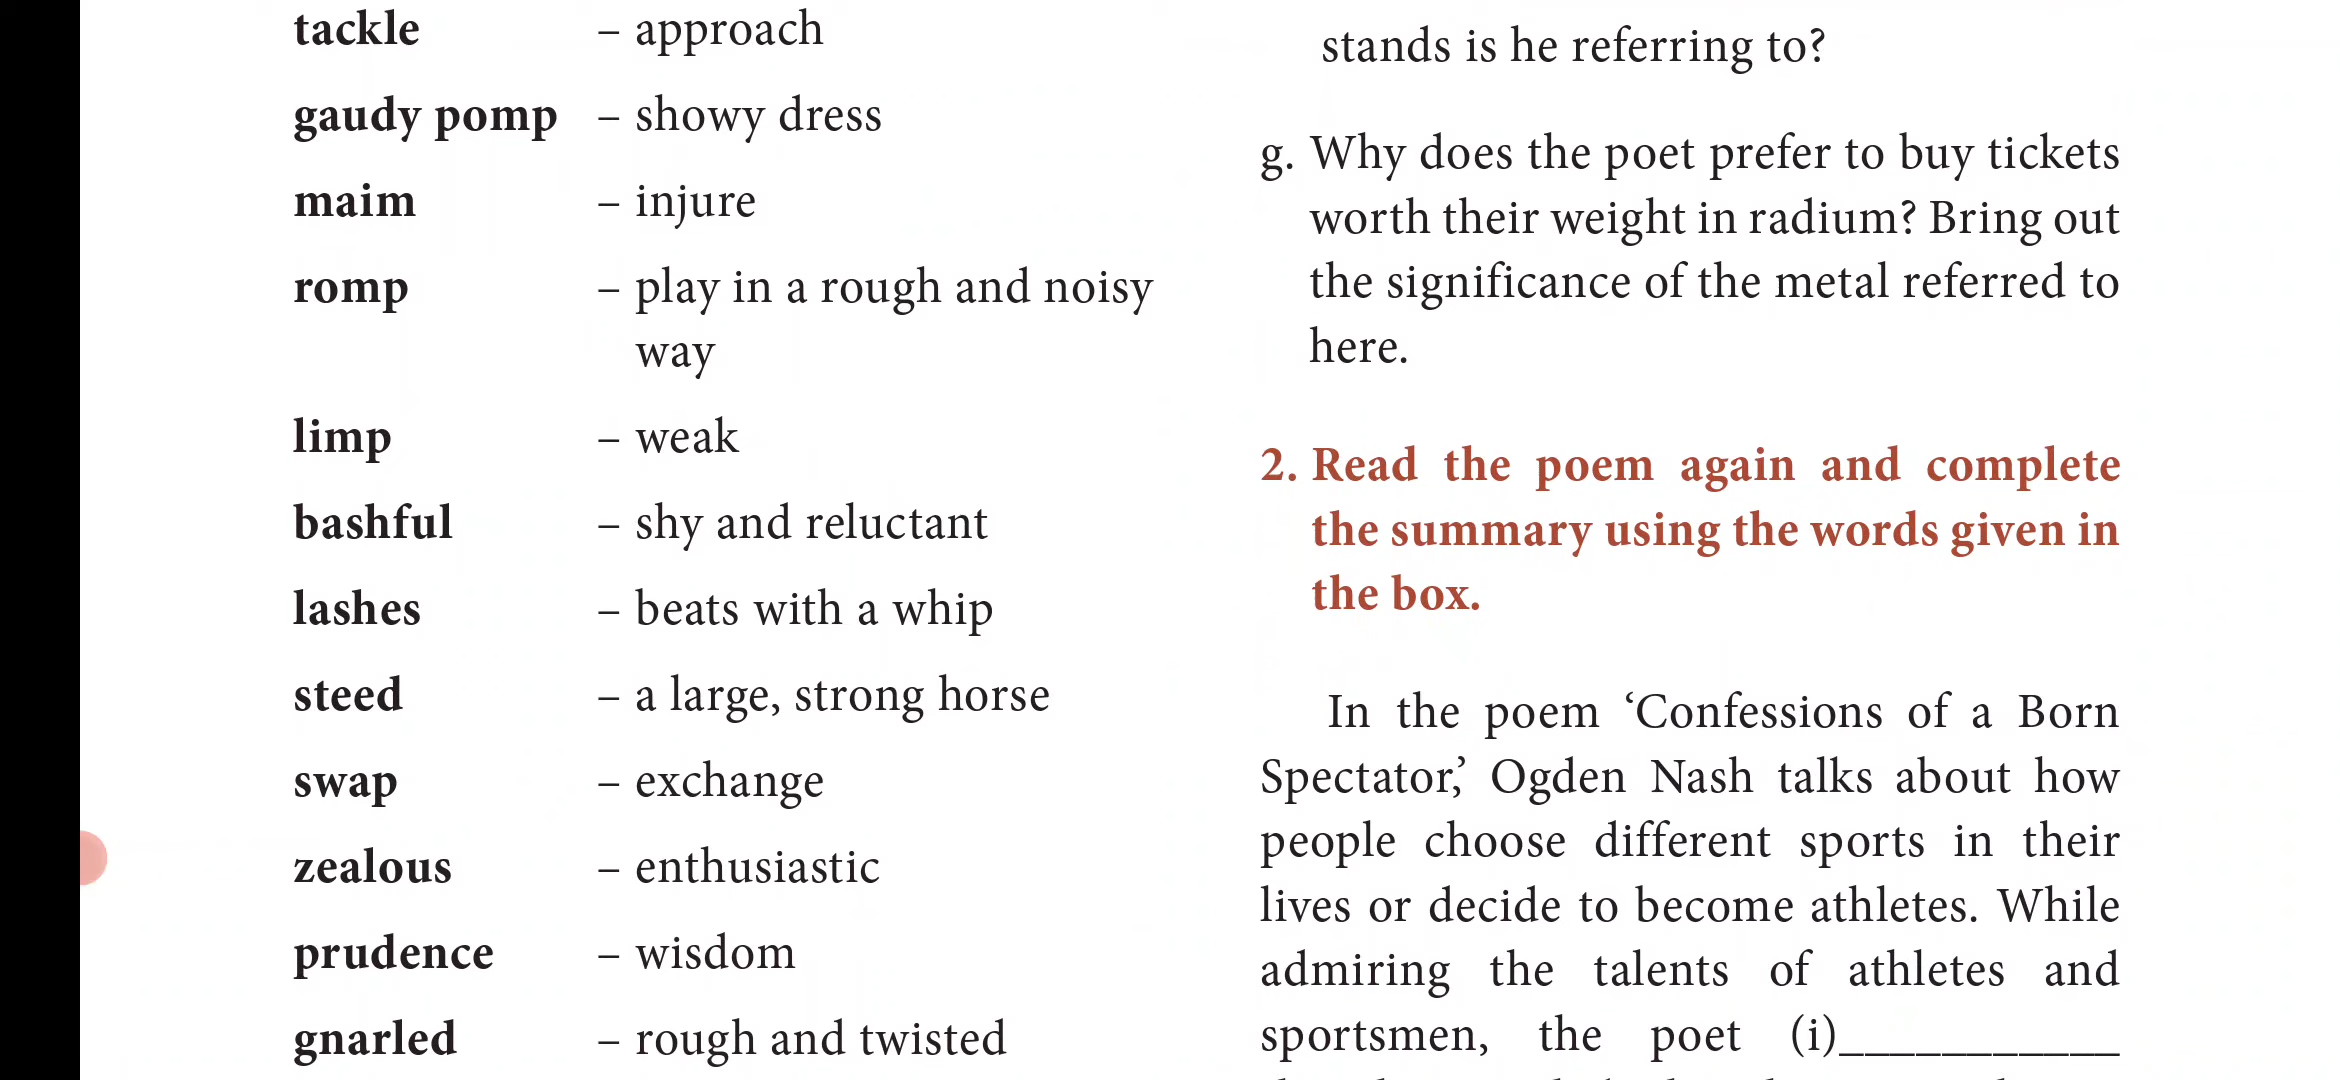 tackle – approach
gaudy pomp – showy dress
maim – injure
romp – play in a rough and noisy
way
limp – weak
bashful – shy and reluctant
lashes – beats with a whip
steed – a large, strong horse
swap – exchange
zealous – enthusiastic
prudence – wisdom
gnarled – rough and twisted
stands is he referring to?
g. Why does the poet prefer to buy tickets
worth their weight in radium? Bring out
the significance of the metal referred to
here.
2. Read the poem again and complete
the summary using the words given in
the box.
In the poem ‘Confessions of a Born
Spectator,’ Ogden Nash talks about how
people choose different sports in their
lives or decide to become athletes. While
admiring the talents of athletes and
sportsmen, the poet (i)___________